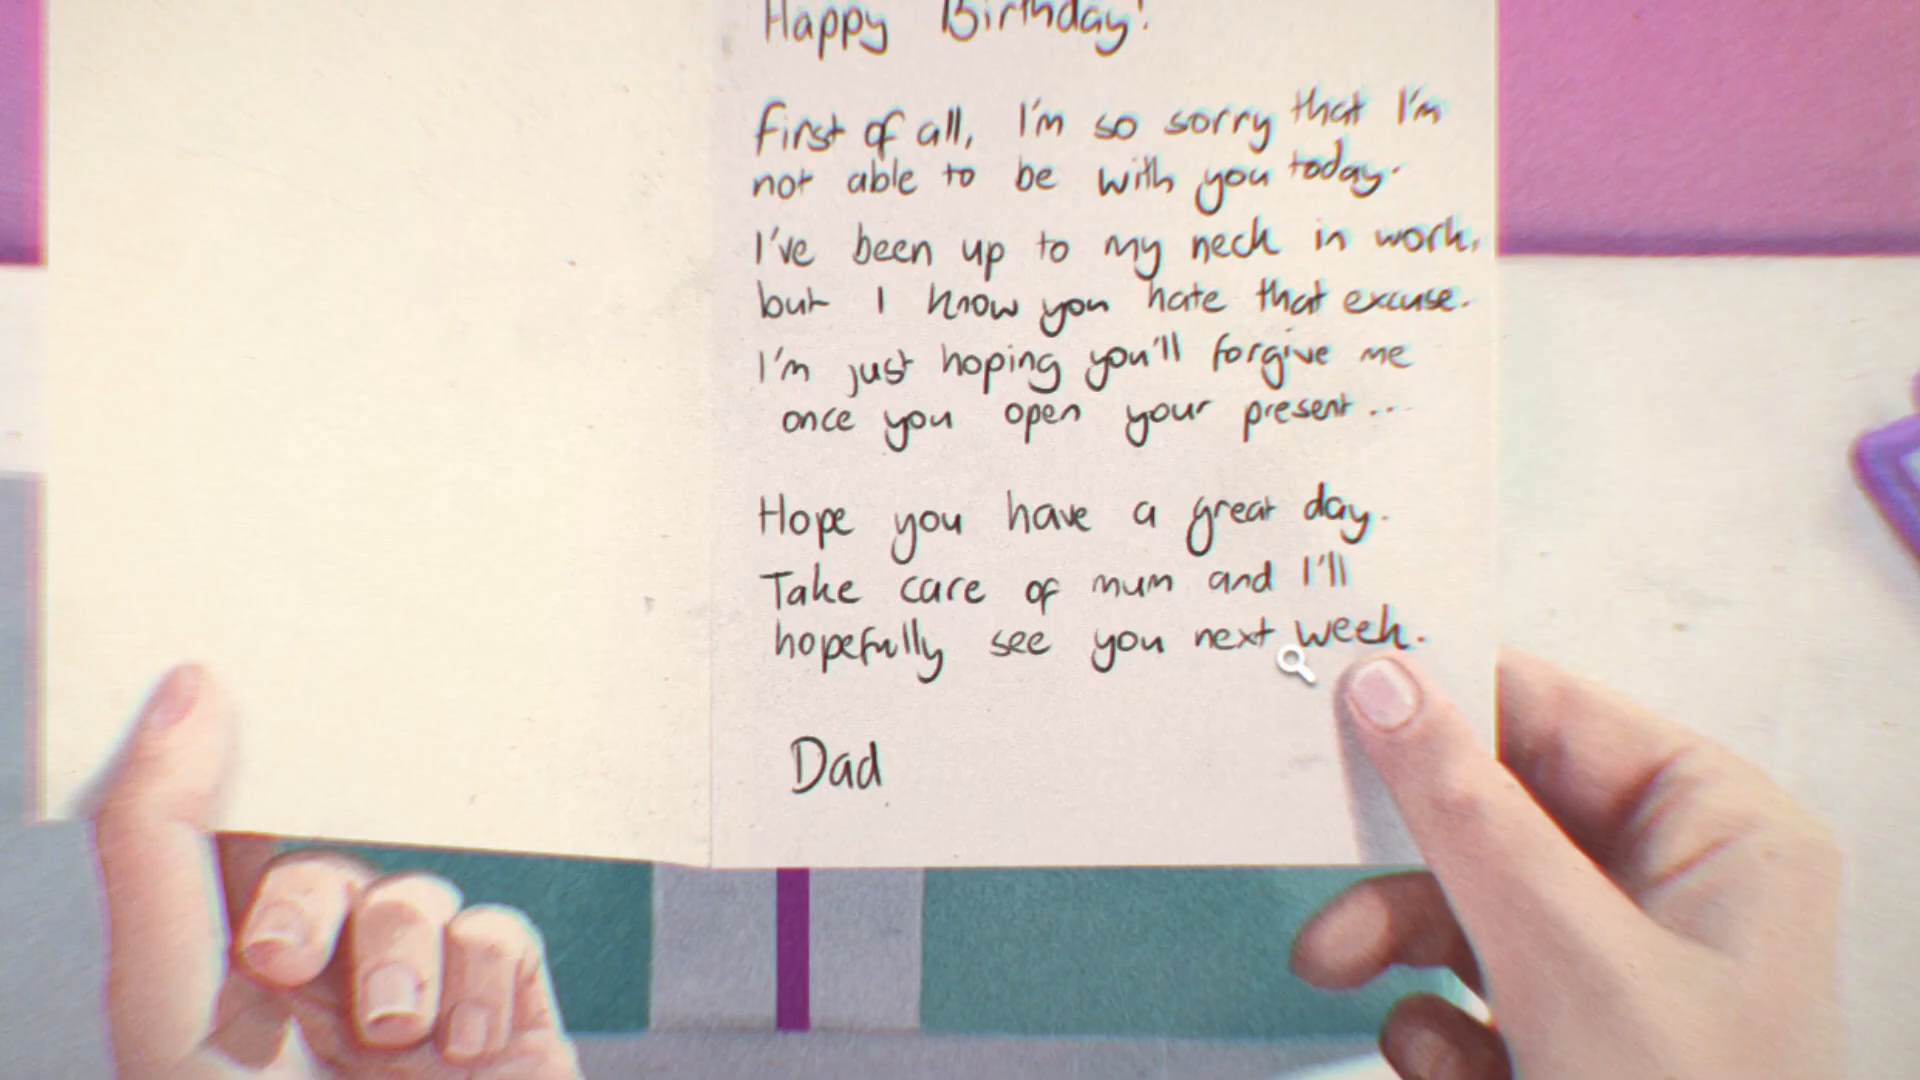 Happy Birthday!
First of all, I'm so sorry that I'm
not able to be with you today.
I've been up to my neck in work,
but I know you hate that excuse.
I'm just hoping you'll forgive me
once you open your present...
Hope you have a great day.
Take care of mum and I'll
hopefully see you next week.
Dad